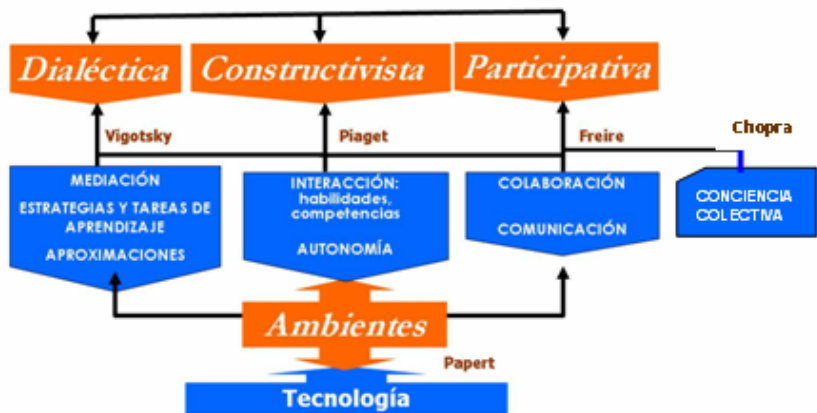 Dialéctica
Constructivista
Participativa
Vigotsky
Piaget
Freire
Chopra
MEDIACIÓN
ESTRATEGIAS Y TAREAS DE
APRENDIZAJE
APROXIMACIONES
INTERACCIÓN:
habilidades,
competencias
AUTONOMÍA
COLABORACIÓN
COMUNICACIÓN
CONCIENCIA
COLECTIVA
Ambientes
Papert
Tecnología